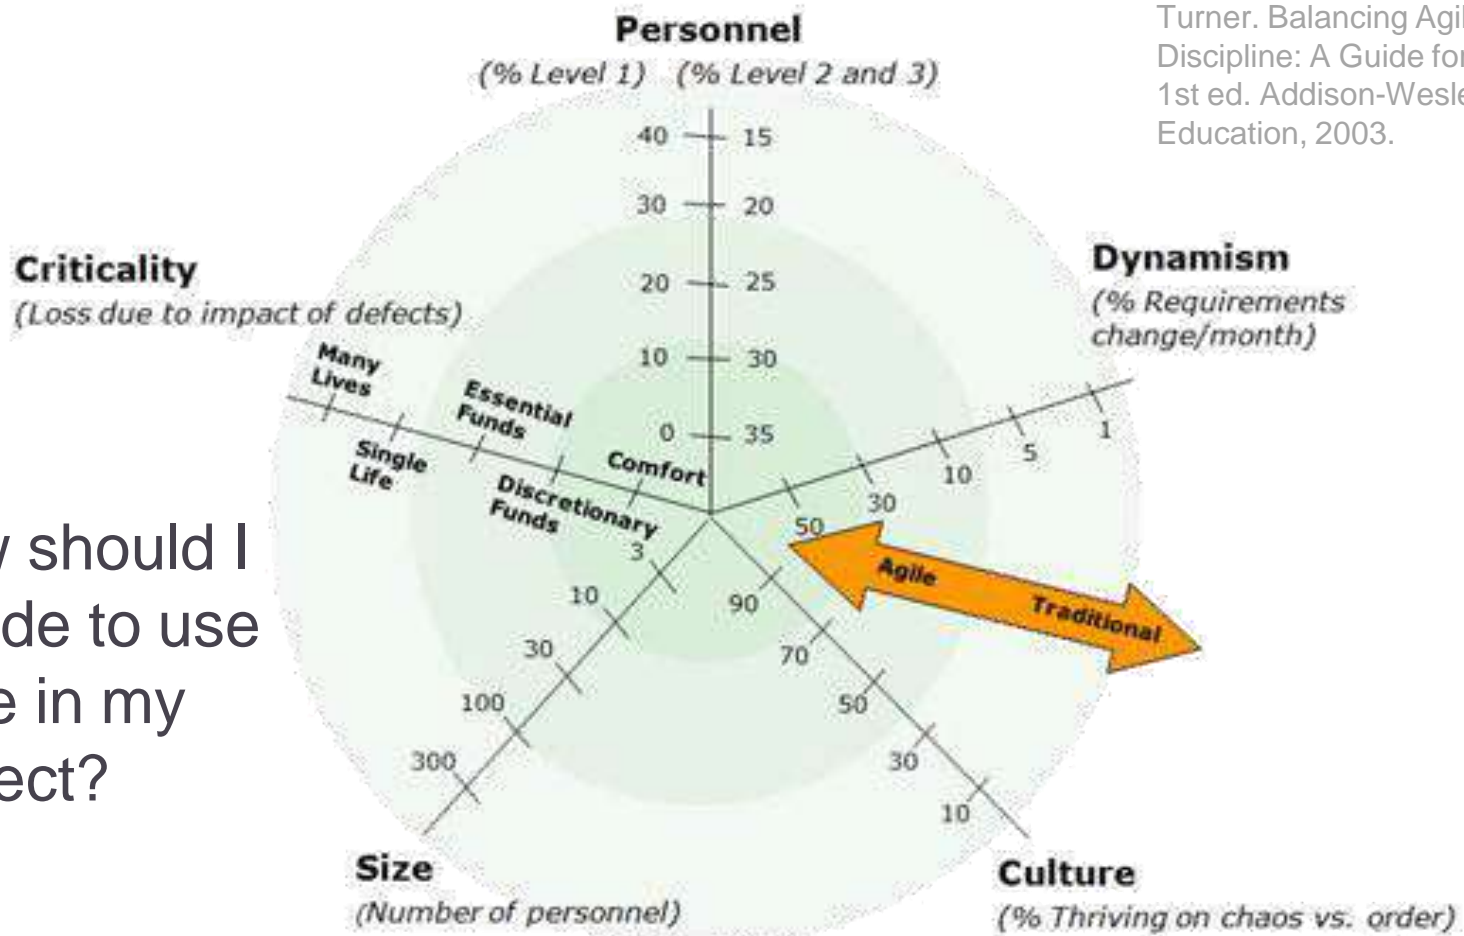 Turner. Balancing Agil
Discipline: A Guide for
1st ed. Addison-Wesle
Education, 2003.
Personnel
(% Level 1) (% Level 2 and 3)
40 15
30 20
20 25
10 30
0 35
Criticality
(Loss due to impact of defects)
Many
Lives
Essential
Funds
Single
Life
Comfort
Discretionary
Funds
Dynamism
(% Requirements
change/month)
1
5
10
30
50
Agile
Traditional
should I
de to use
e in my
ect?
3
10
30
100
300
90
70
50
30
10
Size
(Number of personnel)
Culture
(% Thriving on chaos vs. order)